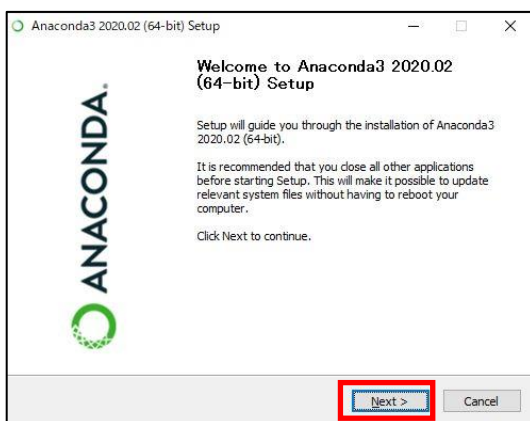 Anaconda3 2020.02 (64-bit) Setup
ANACONDA.
Welcome to Anaconda3 2020.02
(64-bit) Setup
Setup will guide you through the installation of Anaconda3
2020.02 (64-bit).
It is recommended that you close all other applications
before starting Setup. This will make it possible to update
relevant system files without having to reboot your
computer.
Click Next to continue.
Next >
Cancel